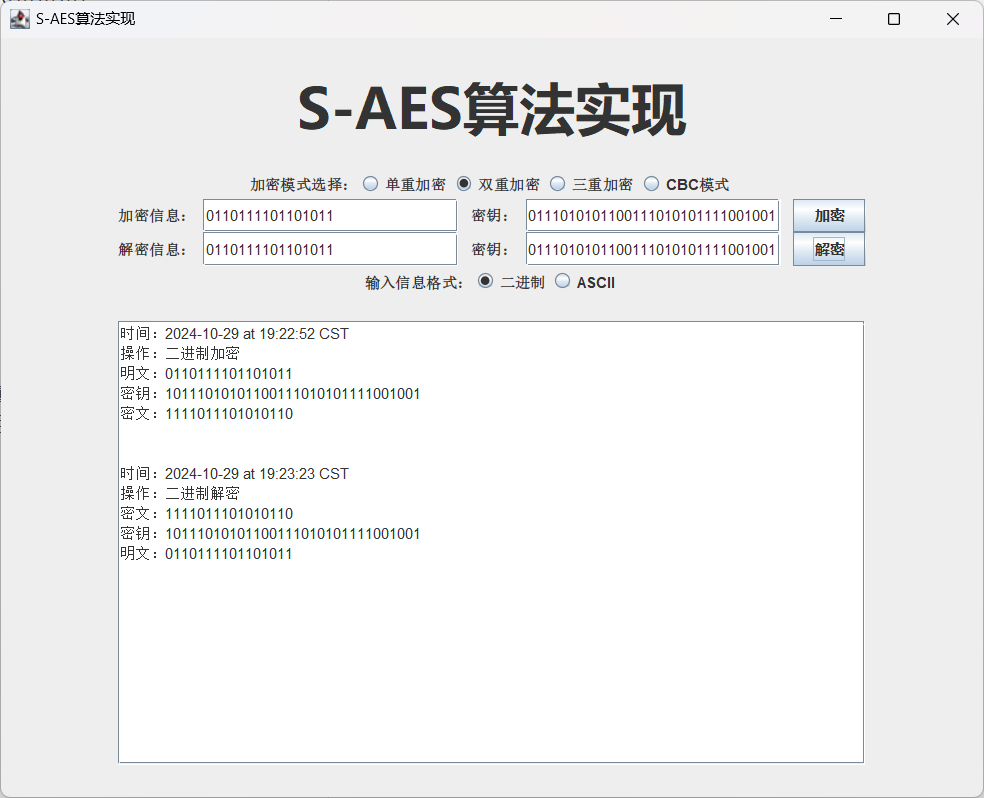 S-AES算法实现
S-AES算法实现
加密模式选择： 单重加密 双重加密 三重加密 CBC模式
加密信息： 0110111101101011 密钥： 01110101011001110101011111001001 加密
解密信息： 0110111101101011 密钥： 01110101011001110101011111001001 解密
输入信息格式： 二进制 ASCII
时间：2024-10-29 at 19:22:52 CST
操作：二进制加密
明文：0110111101101011
密钥：10111010101100111010101111001001
密文：1111011101010110
时间：2024-10-29 at 19:23:23 CST
操作：二进制解密
密文：1111011101010110
密钥：10111010101100111010101111001001
明文：0110111101101011